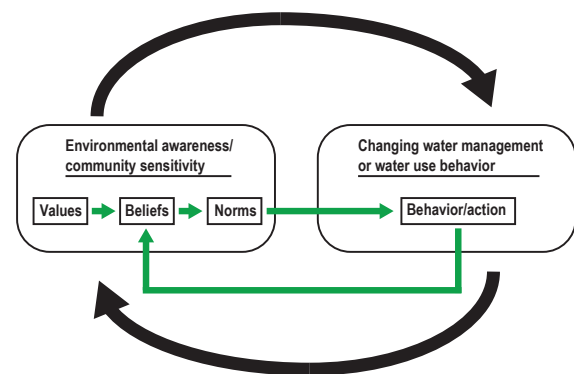 Environmental awareness/
community sensitivity
Values
Beliefs
Norms
Changing water management
or water use behavior
Behavior/action